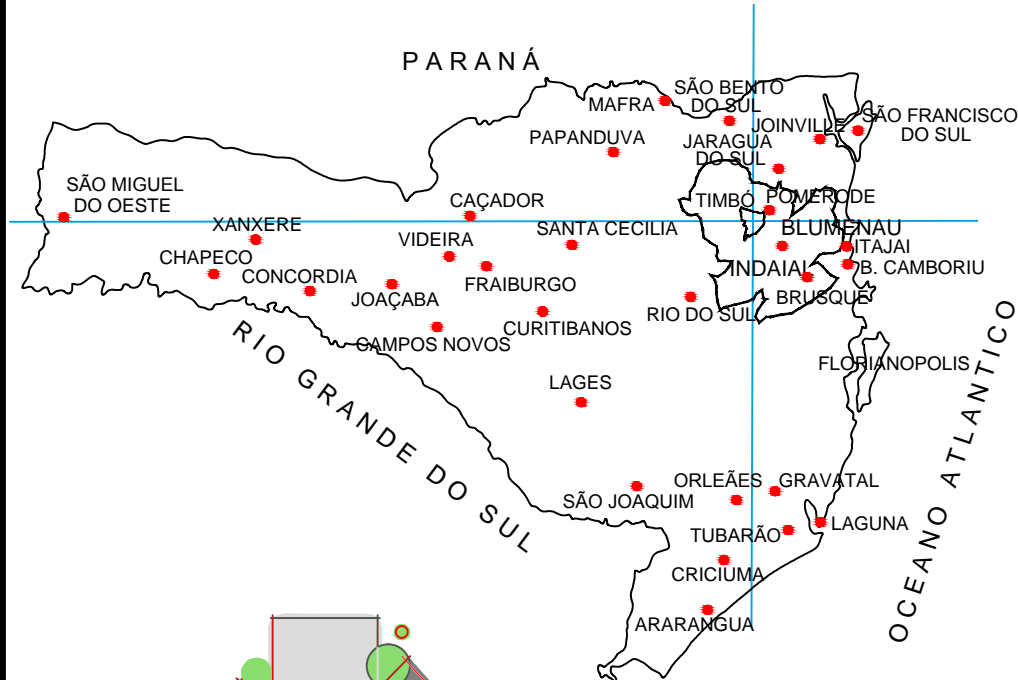 PARANÁ
SÃO BENTO
DO SUL
MAFRA
JOINVILLE
SÃO FRANCISCO
DO SUL
PAPANDUVA
JARAGUA
DO SUL
SÃO MIGUEL
DO OESTE
CAÇADOR
TIMBÓ
POMERODE
XANXERE
VIDEIRA
SANTA CECILIA
BLUMENAU
ITAJAI
CHAPECO
CONCORDIA
FRAIBURGO
INDAIAL
B. CAMBORIU
JOAÇABA
BRUSQUE
CURITIBANOS
RIO DO SUL
CAMPOS NOVOS
FLORIANOPOLIS
RIO GRANDE DO SUL
LAGES
OCEANO ATLANTICO
ORLEÃES
GRAVATAL
SÃO JOAQUIM
LAGUNA
TUBARÃO
CRICIUMA
ARARANGUA